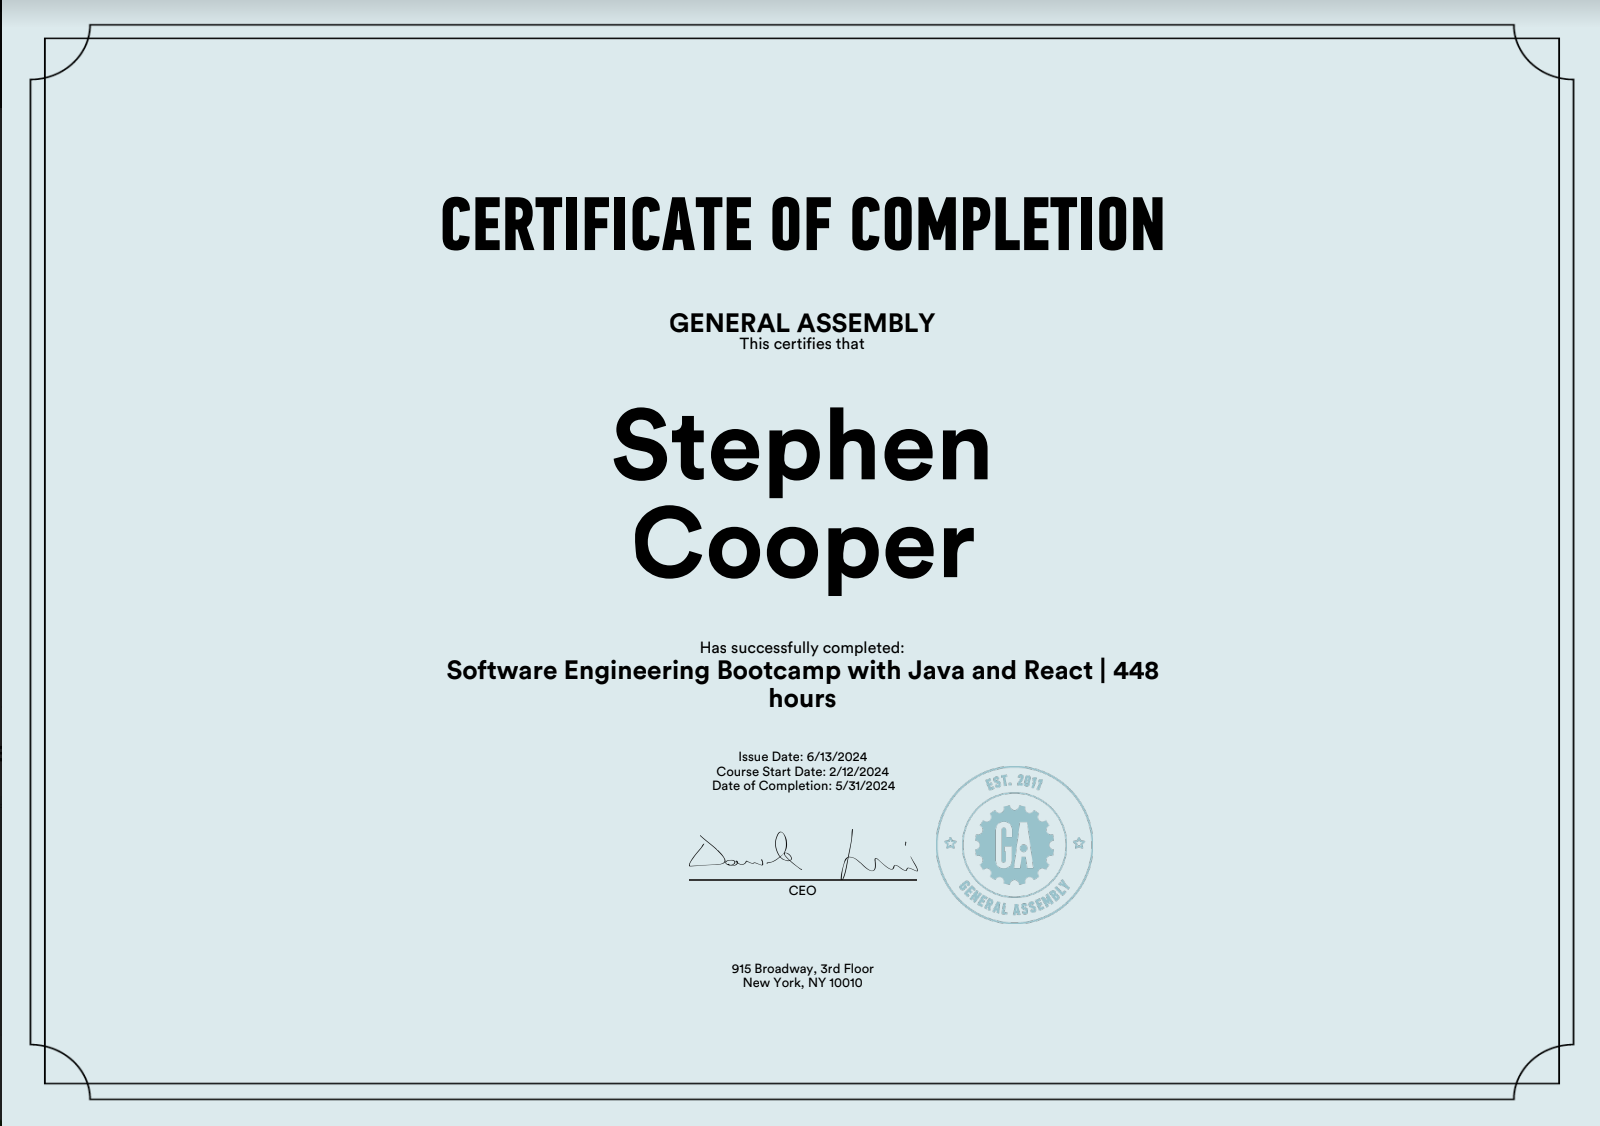 CERTIFICATE OF COMPLETION
GENERAL ASSEMBLY
This certifies that
Stephen
Cooper
Has successfully completed:
Software Engineering Bootcamp with Java and React | 448
hours
Issue Date: 6/13/2024
Course Start Date: 2/12/2024
Date of Completion: 5/31/2024
EST. 2011
GA
GENERAL ASSEMBLY
CEO
915 Broadway, 3rd Floor
New York, NY 10010